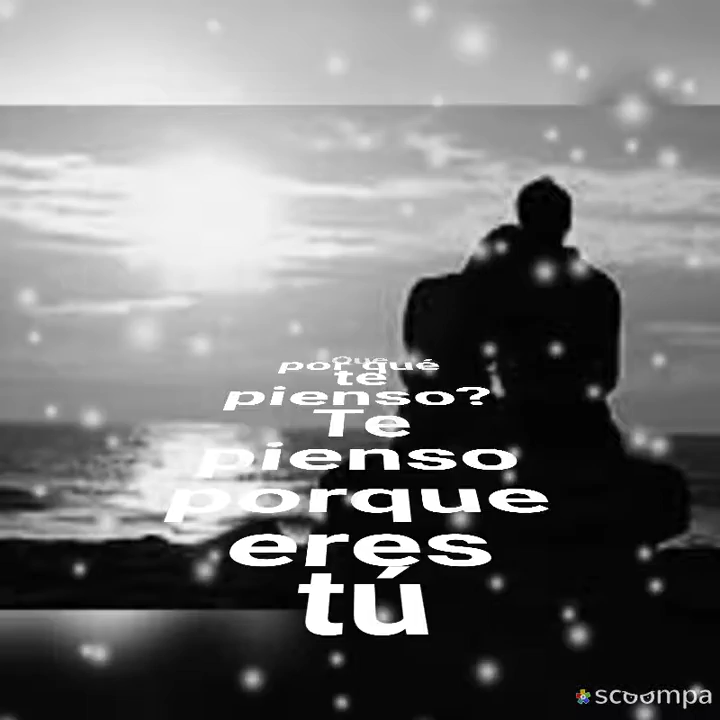 Que
por qué
te
pienso?
Te
pienso
porque
eres
tú
scoompa